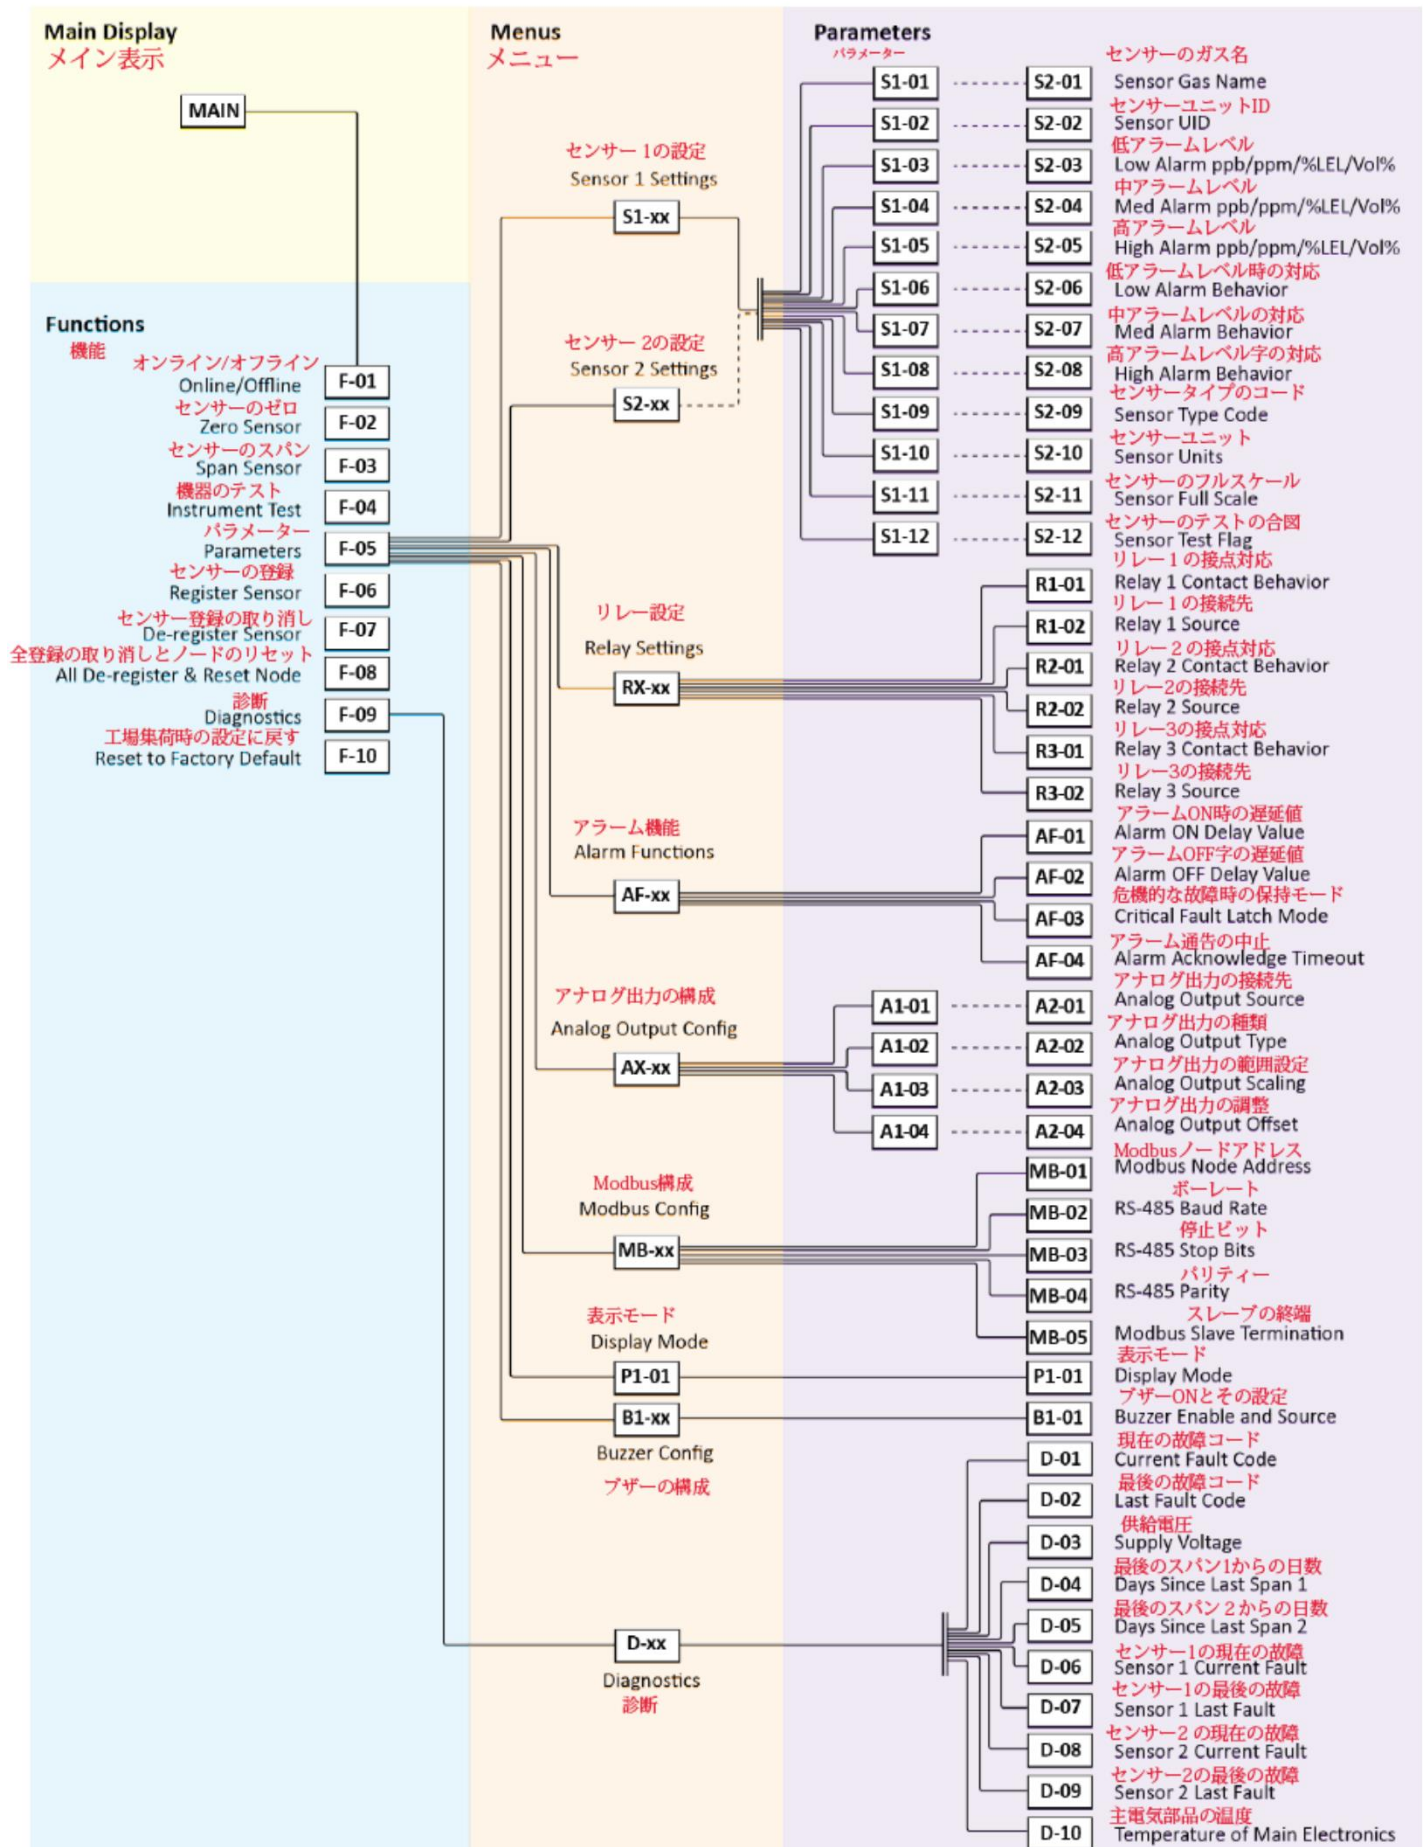 Main Display
メイン表示
MAIN
Functions
機能
オンライン/オフライン
Online/Offline
F-01
センサーのゼロ
Zero Sensor
F-02
センサーのスパン
Span Sensor
F-03
機器のテスト
Instrument Test
F-04
パラメーター
Parameters
F-05
センサーの登録
Register Sensor
F-06
センサー登録の取り消し
De-register Sensor
F-07
全登録の取り消しとノードのリセット
All De-register & Reset Node
F-08
診断
Diagnostics
F-09
工場集荷時の設定に戻す
Reset to Factory Default
F-10
Menus
メニュー
センサー 1の設定
Sensor 1 Settings
S1-xx
センサー 2の設定
Sensor 2 Settings
S2-xx
リレー設定
Relay Settings
RX-xx
アラーム機能
Alarm Functions
AF-xx
アナログ出力の構成
Analog Output Config
AX-xx
Modbus構成
Modbus Config
MB-xx
表示モード
Display Mode
P1-01
B1-xx
Buzzer Config
ブザーの構成
D-xx
Diagnostics
診断
Parameters
パラメーター
センサーのガス名
S1-01 S2-01 Sensor Gas Name
センサーユニットID
S1-02 S2-02 Sensor UID
低アラームレベル
S1-03 S2-03 Low Alarm ppb/ppm/%LEL/Vol%
中アラームレベル
S1-04 S2-04 Med Alarm ppb/ppm/%LEL/Vol%
高アラームレベル
S1-05 S2-05 High Alarm ppb/ppm/%LEL/Vol%
低アラームレベル時の対応
S1-06 S2-06 Low Alarm Behavior
中アラームレベルの対応
S1-07 S2-07 Med Alarm Behavior
高アラームレベル字の対応
S1-08 S2-08 High Alarm Behavior
センサータイプのコード
S1-09 S2-09 Sensor Type Code
センサーユニット
S1-10 S2-10 Sensor Units
センサーのフルスケール
S1-11 S2-11 Sensor Full Scale
センサーのテストの合図
S1-12 S2-12 Sensor Test Flag
リレー１の接点対応
R1-01 Relay 1 Contact Behavior
リレー１の接続先
R1-02 Relay 1 Source
リレー２の接点対応
R2-01 Relay 2 Contact Behavior
リレー2の接続先
R2-02 Relay 2 Source
リレー3の接点対応
R3-01 Relay 3 Contact Behavior
リレー3の接続先
R3-02 Relay 3 Source
アラームON時の遅延値
AF-01 Alarm ON Delay Value
アラームOFF字の遅延値
AF-02 Alarm OFF Delay Value
危機的な故障時の保持モード
AF-03 Critical Fault Latch Mode
アラーム通告の中止
AF-04 Alarm Acknowledge Timeout
アナログ出力の接続先
A1-01 A2-01 Analog Output Source
アナログ出力の種類
A1-02 A2-02 Analog Output Type
アナログ出力の範囲設定
A1-03 A2-03 Analog Output Scaling
アナログ出力の調整
A1-04 A2-04 Analog Output Offset
Modbusノードアドレス
MB-01 Modbus Node Address
ボーレート
MB-02 RS-485 Baud Rate
停止ビット
MB-03 RS-485 Stop Bits
パリティー
MB-04 RS-485 Parity
スレーブの終端
MB-05 Modbus Slave Termination
表示モード
P1-01 Display Mode
ブザーONとその設定
B1-01 Buzzer Enable and Source
現在の故障コード
D-01 Current Fault Code
最後の故障コード
D-02 Last Fault Code
供給電圧
D-03 Supply Voltage
最後のスパン1からの日数
D-04 Days Since Last Span 1
最後のスパン２からの日数
D-05 Days Since Last Span 2
センサー1の現在の故障
D-06 Sensor 1 Current Fault
センサー1の最後の故障
D-07 Sensor 1 Last Fault
センサー2 の現在の故障
D-08 Sensor 2 Current Fault
センサー2の最後の故障
D-09 Sensor 2 Last Fault
主電気部品の温度
D-10 Temperature of Main Electronics